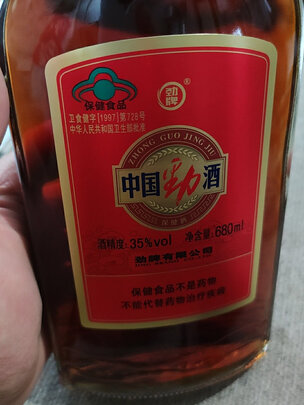 劲牌
保健食品
卫食健字[1997]第728号
中华人民共和国卫生部批准
ZHONG GUO JING JIU
中国劲酒
保健酒
酒精度：35%vol 净含量：680ml
劲牌有限公司
保健食品不是药物
不能代替药物治疗疾病